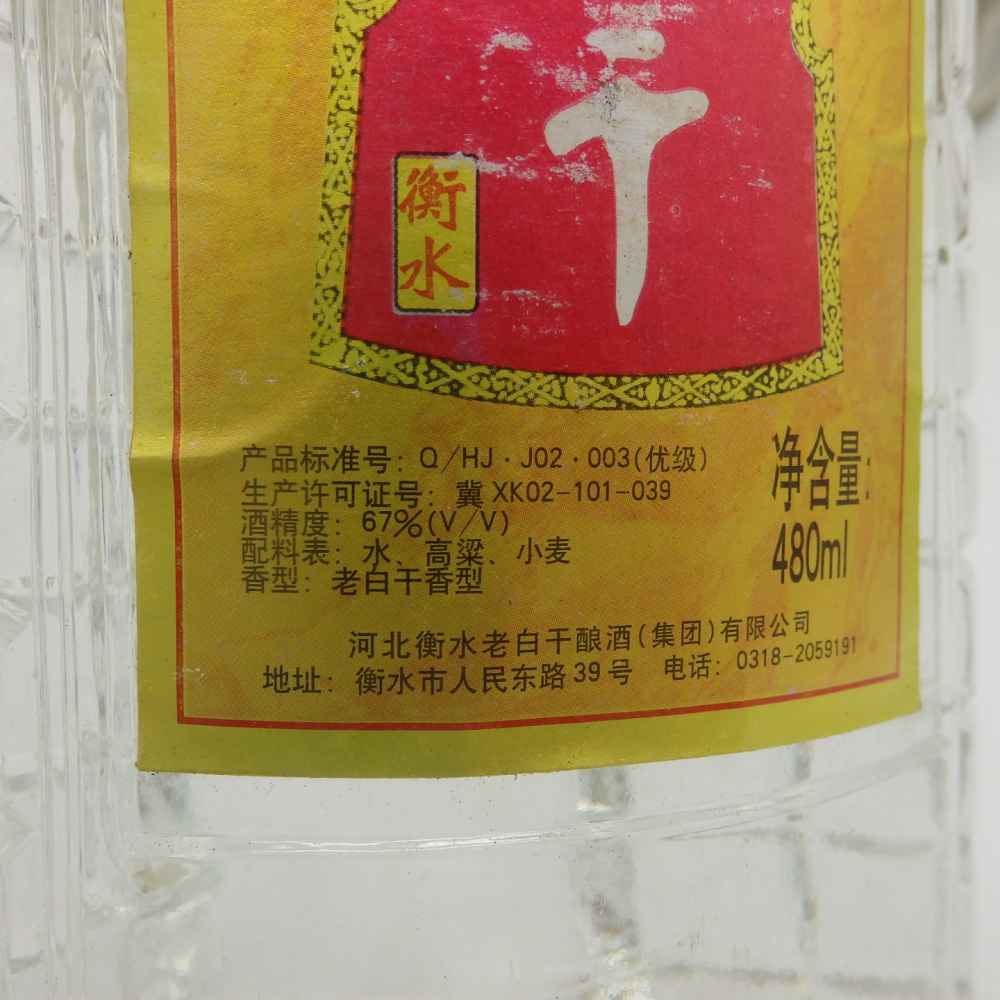 干
衡
水
产品标准号: Q/HJ·J02·003(优级)
生产许可证号: 冀XK02-101-039
酒精度: 67%(V/V)
配料表: 水、高粱、小麦
香型: 老白干香型
净含量:
480ml
河北衡水老白干酿酒(集团)有限公司
地址: 衡水市人民东路39号 电话: 0318-2059191